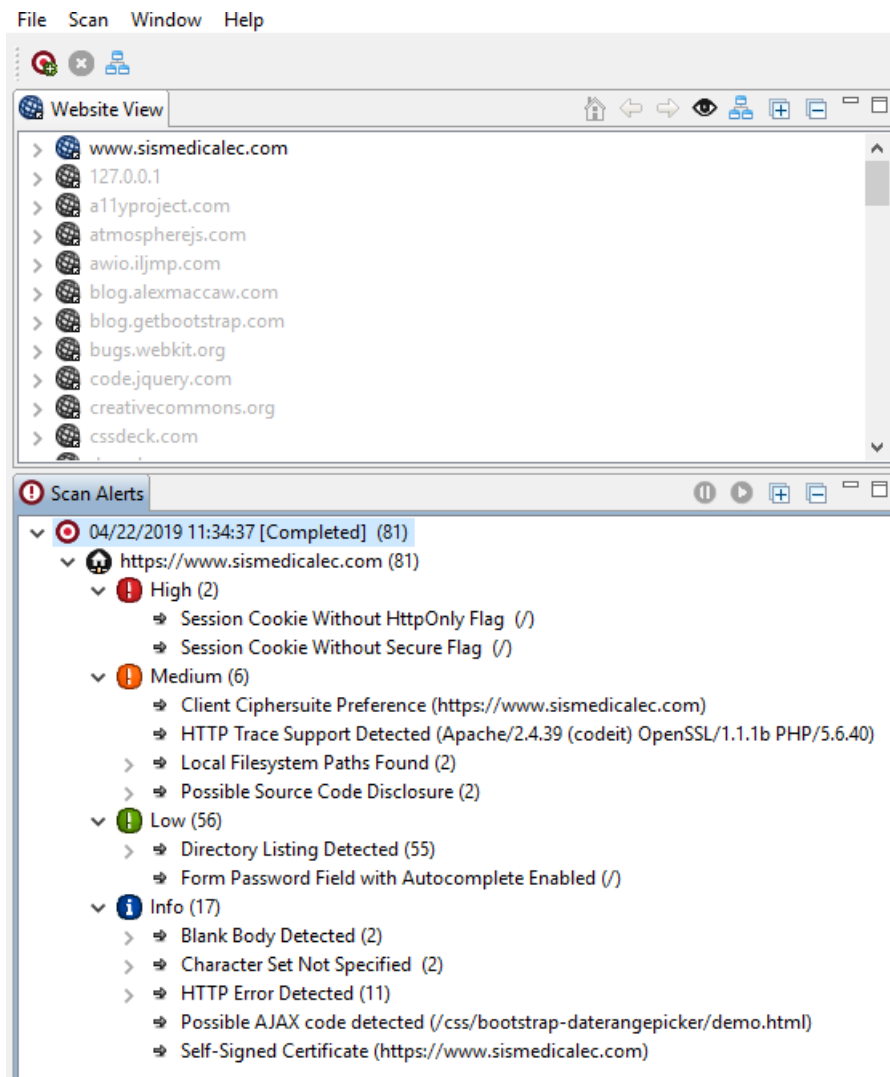 File Scan Window Help
Website View
www.sismedicalec.com
127.0.0.1
a11yproject.com
atmospherejs.com
awio.iljmp.com
blog.alexmaccaw.com
blog.getbootstrap.com
bugs.webkit.org
code.jquery.com
creativecommons.org
cssdeck.com
Scan Alerts
04/22/2019 11:34:37 [Completed] (81)
https://www.sismedicalec.com (81)
High (2)
Session Cookie Without HttpOnly Flag (/)
Session Cookie Without Secure Flag (/)
Medium (6)
Client Ciphersuite Preference (https://www.sismedicalec.com)
HTTP Trace Support Detected (Apache/2.4.39 (codeit) OpenSSL/1.1.1b PHP/5.6.40)
Local Filesystem Paths Found (2)
Possible Source Code Disclosure (2)
Low (56)
Directory Listing Detected (55)
Form Password Field with Autocomplete Enabled (/)
Info (17)
Blank Body Detected (2)
Character Set Not Specified (2)
HTTP Error Detected (11)
Possible AJAX code detected (/css/bootstrap-daterangepicker/demo.html)
Self-Signed Certificate (https://www.sismedicalec.com)